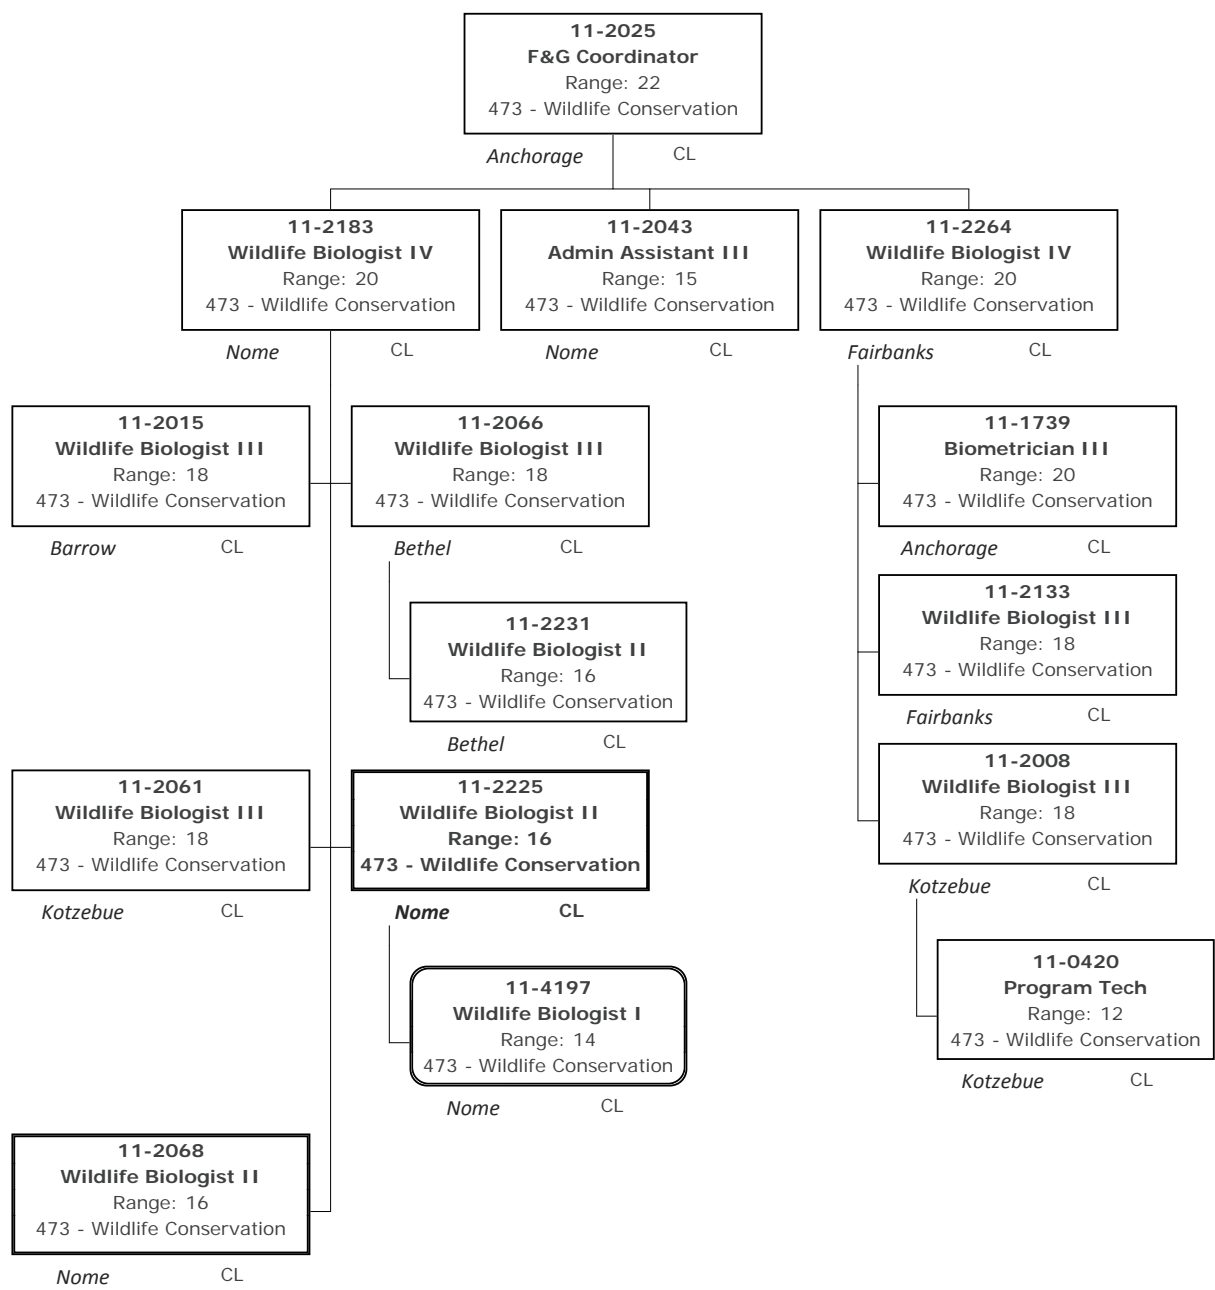 11-2025
F&G Coordinator
Range: 22
473 - Wildlife Conservation
Anchorage CL
11-2183
Wildlife Biologist IV
Range: 20
473 - Wildlife Conservation
Nome CL
11-2043
Admin Assistant III
Range: 15
473 - Wildlife Conservation
Nome CL
11-2264
Wildlife Biologist IV
Range: 20
473 - Wildlife Conservation
Fairbanks CL
11-2015
Wildlife Biologist III
Range: 18
473 - Wildlife Conservation
Barrow CL
11-2066
Wildlife Biologist III
Range: 18
473 - Wildlife Conservation
Bethel CL
11-1739
Biometrician III
Range: 20
473 - Wildlife Conservation
Anchorage CL
11-2231
Wildlife Biologist II
Range: 16
473 - Wildlife Conservation
Bethel CL
11-2133
Wildlife Biologist III
Range: 18
473 - Wildlife Conservation
Fairbanks CL
11-2061
Wildlife Biologist III
Range: 18
473 - Wildlife Conservation
Kotzebue CL
11-2225
Wildlife Biologist II
Range: 16
473 - Wildlife Conservation
Nome CL
11-2008
Wildlife Biologist III
Range: 18
473 - Wildlife Conservation
Kotzebue CL
11-4197
Wildlife Biologist I
Range: 14
473 - Wildlife Conservation
Nome CL
11-0420
Program Tech
Range: 12
473 - Wildlife Conservation
Kotzebue CL
11-2068
Wildlife Biologist II
Range: 16
473 - Wildlife Conservation
Nome CL